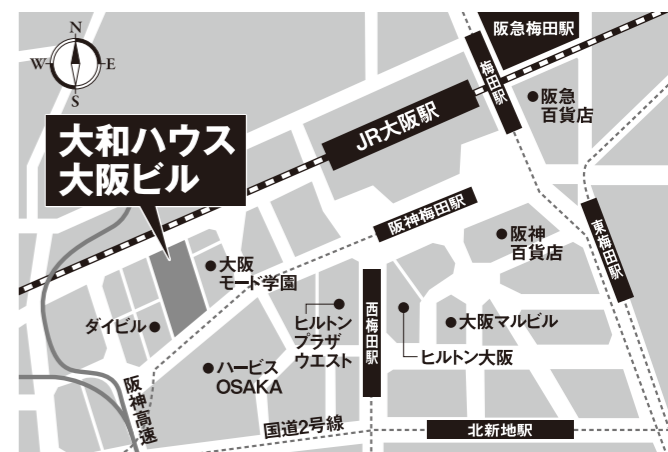 N
W
E
S
阪急梅田駅
梅田駅
阪急
百貨店
JR大阪駅
大和ハウス
大阪ビル
阪神梅田駅
阪神
百貨店
東梅田駅
大阪
モード学園
ダイビル
ヒルトン
プラザ
ウエスト
西梅田駅
大阪マルビル
ヒルトン大阪
ハービス
OSAKA
阪神高速
国道2号線
北新地駅